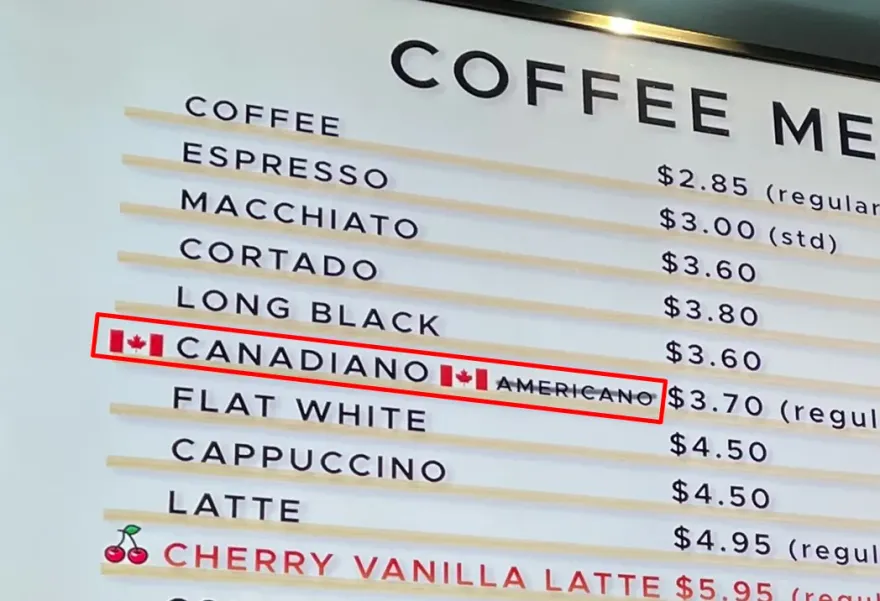 COFFEE ME
COFFEE $2.85 (regular
ESPRESSO $3.00 (std)
MACCHIATO $3.60
CORTADO $3.80
LONG BLACK $3.60
CANADIANO AMERICANO $3.70 (regul
FLAT WHITE $4.50
CAPPUCCINO $4.50
LATTE $4.95 (regul
CHERRY VANILLA LATTE $5.95